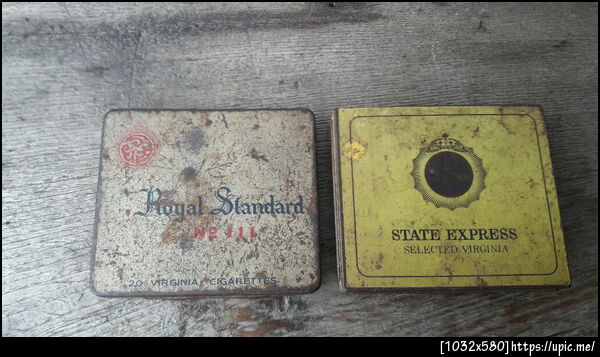 Royal Standard
Nº 111
20 VIRGINIA CIGARETTES
STATE EXPRESS
SELECTED VIRGINIA
[1032x580]https://upic.me/